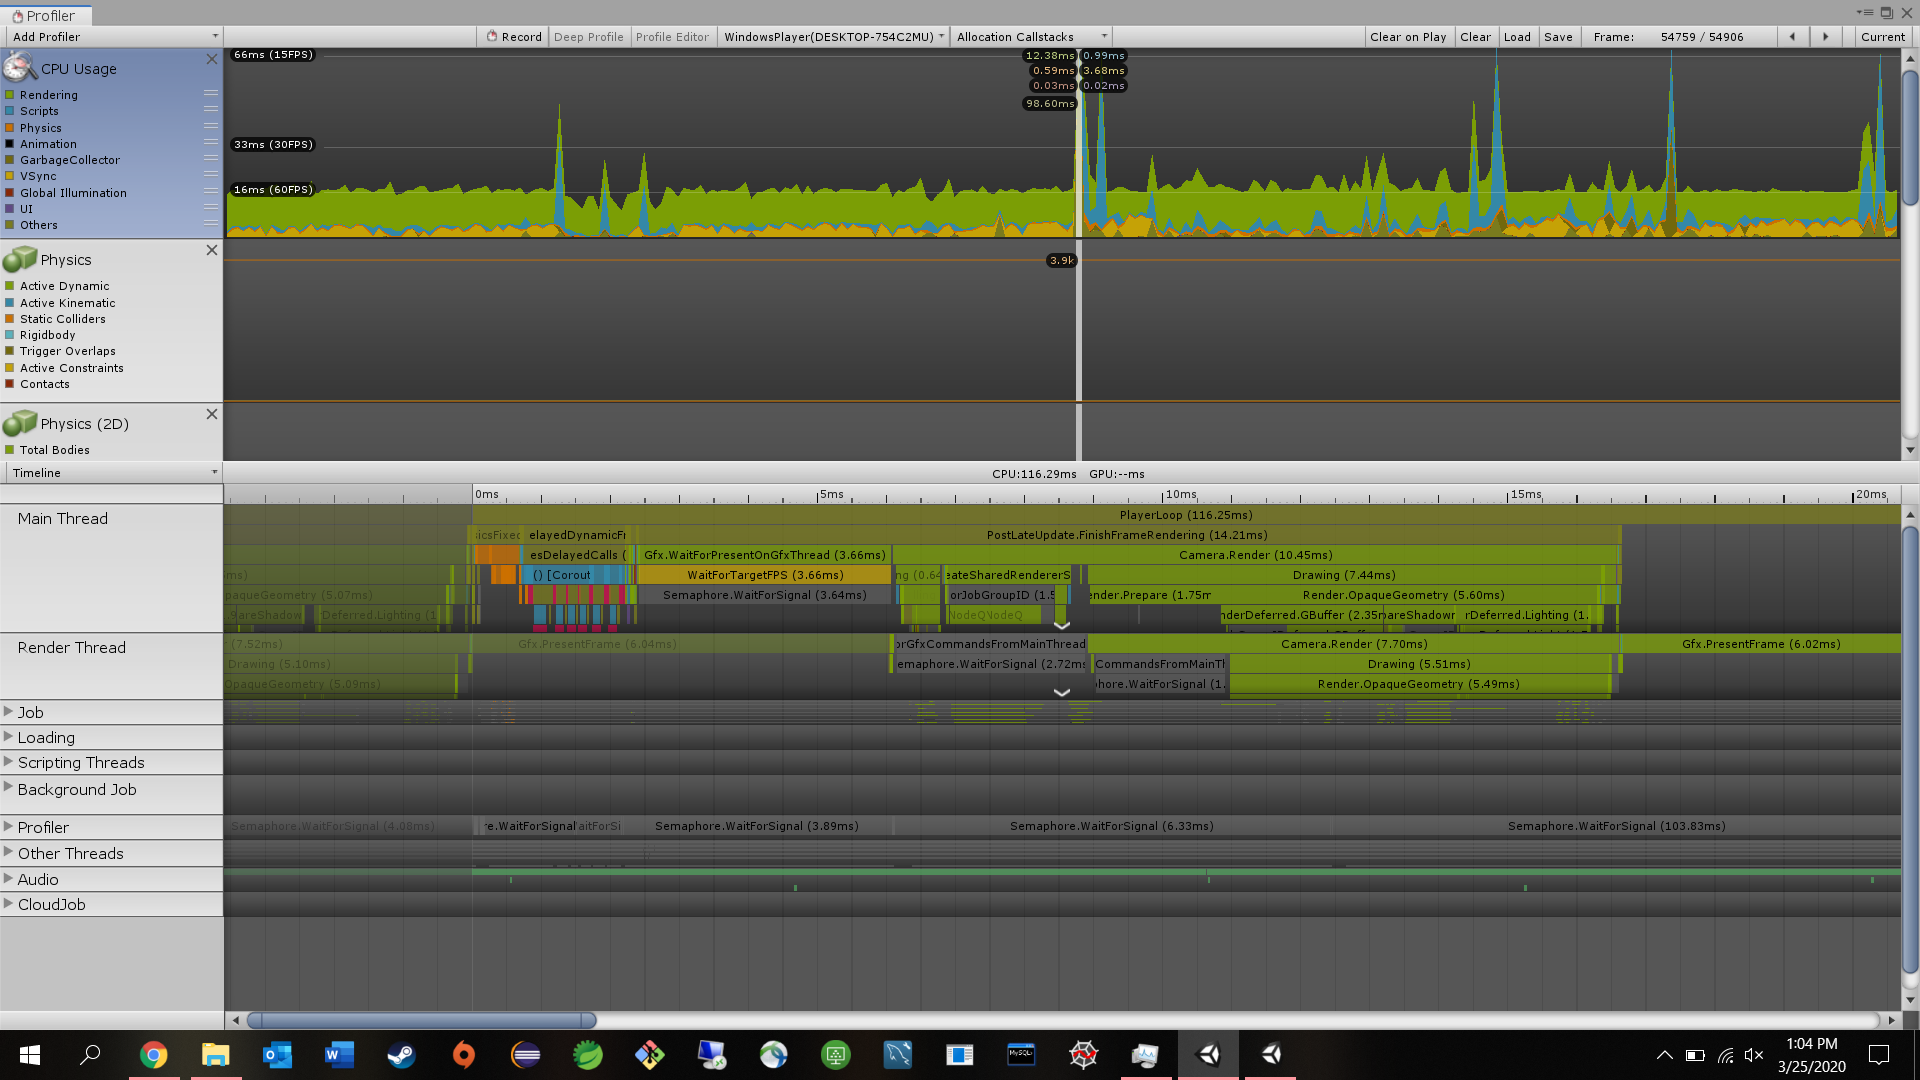 Profiler
Add Profiler
Record
Deep Profile
Profile Editor
WindowsPlayer(DESKTOP-754C2MU)
Allocation Callstacks
Clear on Play
Clear
Load
Save
Frame:
54759 / 54906
Current
CPU Usage
Rendering
Scripts
Physics
Animation
GarbageCollector
VSync
Global Illumination
UI
Others
66ms (15FPS)
33ms (30FPS)
16ms (60FPS)
12.38ms
0.99ms
0.59ms
3.68ms
0.03ms
0.02ms
98.60ms
Physics
Active Dynamic
Active Kinematic
Static Colliders
Rigidbody
Trigger Overlaps
Active Constraints
Contacts
3.9k
Physics (2D)
Total Bodies
Timeline
CPU:116.29ms GPU:--ms
0ms
5ms
10ms
15ms
20ms
Main Thread
PlayerLoop (116.25ms)
icsFixec
elayedDynamicFr
PostLateUpdate.FinishFrameRendering (14.21ms)
esDelayedCalls (
Gfx.WaitForPresentOnGfxThread (3.66ms)
Camera.Render (10.45ms)
ms)
() [Corout
WaitForTargetFPS (3.66ms)
ng (0.64
eateSharedRendererS
Drawing (7.44ms)
paqueGeometry (5.07ms)
Semaphore.WaitForSignal (3.64ms)
orJobGroupID (1.5
ender.Prepare (1.75m
Render.OpaqueGeometry (5.60ms)
areShadow
Deferred.Lighting (1
NodeQNodeQ
nderDeferred.GBuffer (2.35m
areShadowr
rDeferred.Lighting (1.
Render Thread
(7.52ms)
Gfx.PresentFrame (6.04ms)
orGfxCommandsFromMainThread
Camera.Render (7.70ms)
Gfx.PresentFrame (6.02ms)
Drawing (5.10ms)
emaphore.WaitForSignal (2.72ms
CommandsFromMainTh
Drawing (5.51ms)
OpaqueGeometry (5.09ms)
hore.WaitForSignal (1.
Render.OpaqueGeometry (5.49ms)
Job
Loading
Scripting Threads
Background Job
Profiler
Semaphore.WaitForSignal (4.08ms)
e.WaitForSignal
aitForSi
Semaphore.WaitForSignal (3.89ms)
Semaphore.WaitForSignal (6.33ms)
Semaphore.WaitForSignal (103.83ms)
Other Threads
Audio
CloudJob
MySQL
1:04 PM
3/25/2020